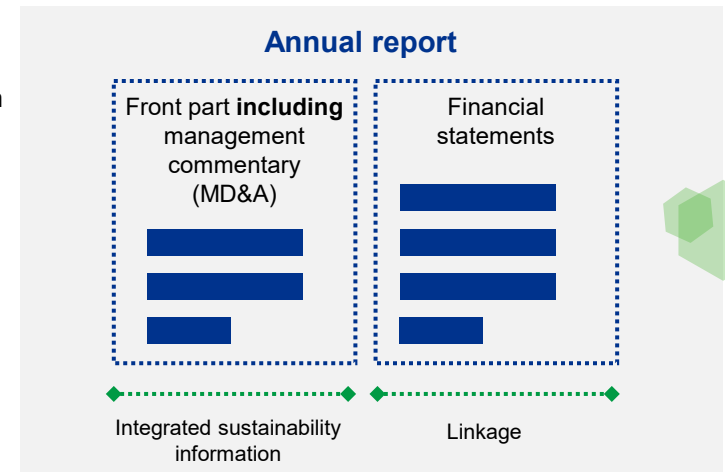 Annual report
Front part including
management
commentary
(MD&A)
Financial
statements
Integrated sustainability
information
Linkage